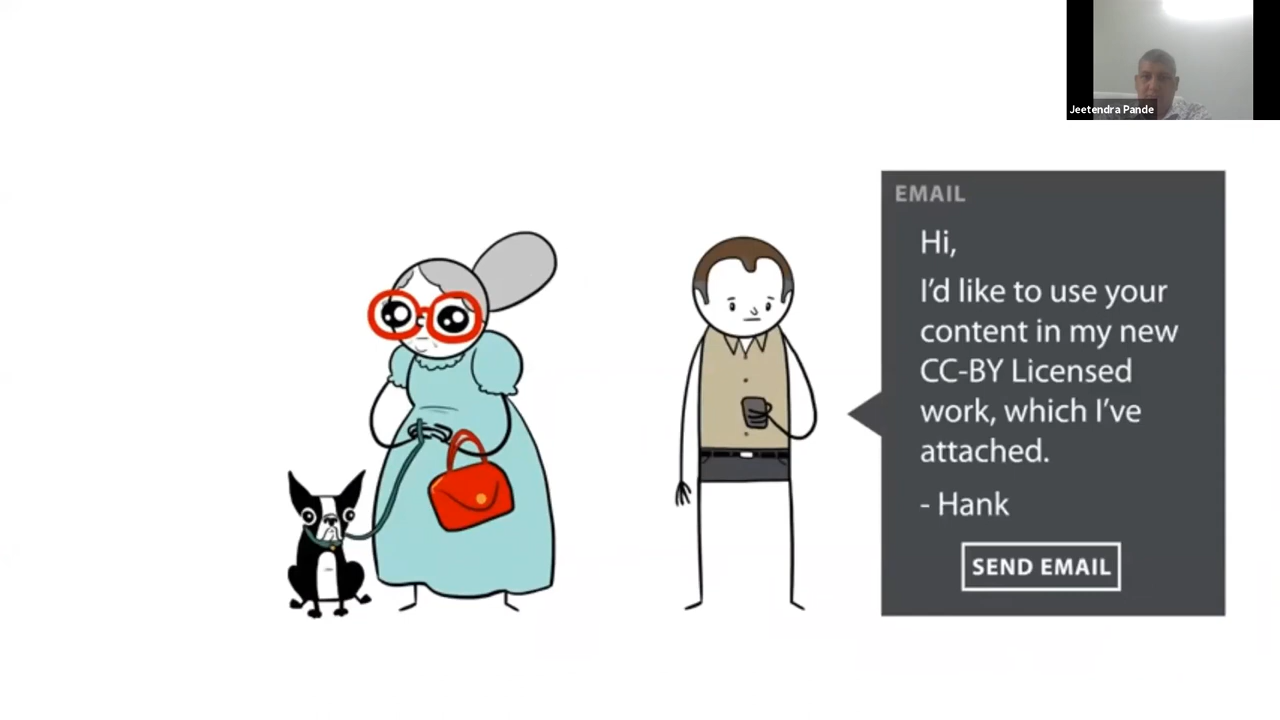 Jeetendra Pande
EMAIL
Hi,
I'd like to use your
content in my new
CC-BY Licensed
work, which I've
attached.
- Hank
SEND EMAIL